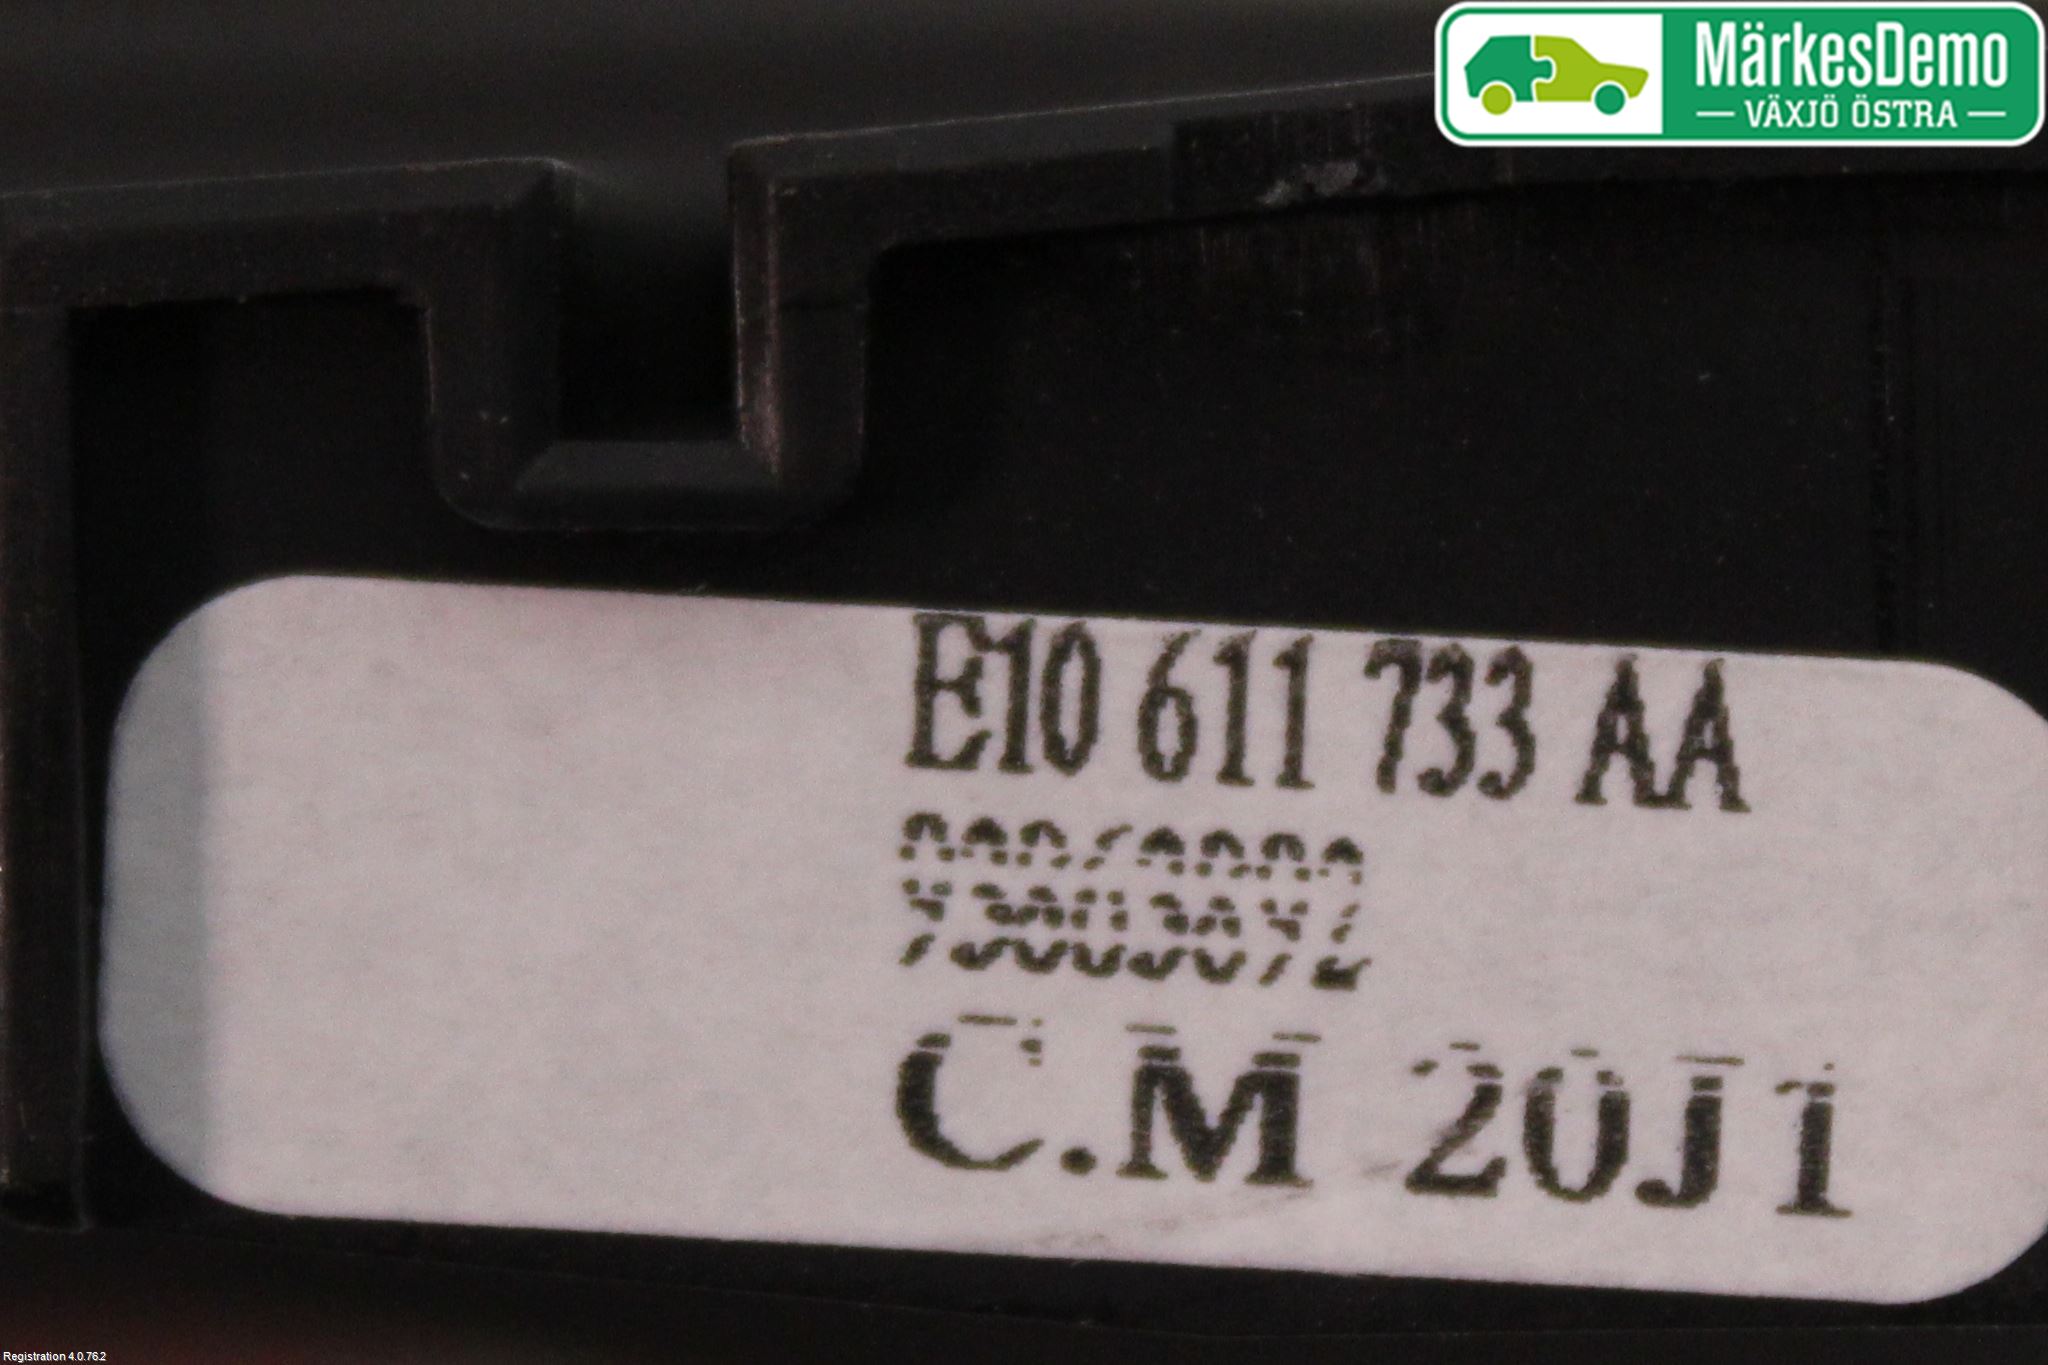 MärkesDemo
VÄXJÖ ÖSTRA
E10 611 733 AA
C.M 20J1
Registration 4.0.76.2